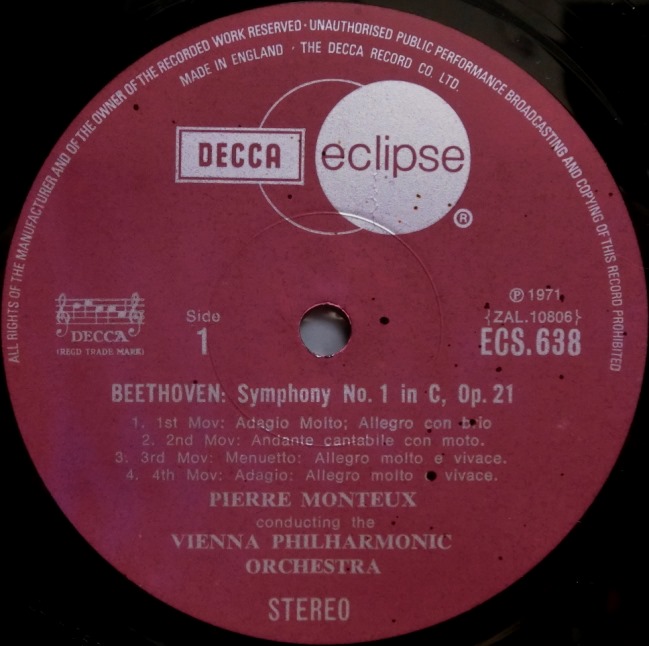 ALL RIGHTS OF THE MANUFACTURER AND OF THE OWNER OF THE RECORDED WORK RESERVED · UNAUTHORISED PUBLIC PERFORMANCE BROADCASTING AND COPYING OF THIS RECORD PROHIBITED
MADE IN ENGLAND · THE DECCA RECORD CO. LTD.
DECCA eclipse
®
DECCA
(REGD TRADE MARK)
Side
1
℗ 1971
{ZAL.10806}
ECS.638
BEETHOVEN: Symphony No. 1 in C, Op. 21
1. 1st Mov: Adagio Molto; Allegro con brio
2. 2nd Mov: Andante cantabile con moto.
3. 3rd Mov: Menuetto: Allegro molto e vivace.
4. 4th Mov: Adagio: Allegro molto e vivace.
PIERRE MONTEUX
conducting the
VIENNA PHILHARMONIC
ORCHESTRA
STEREO